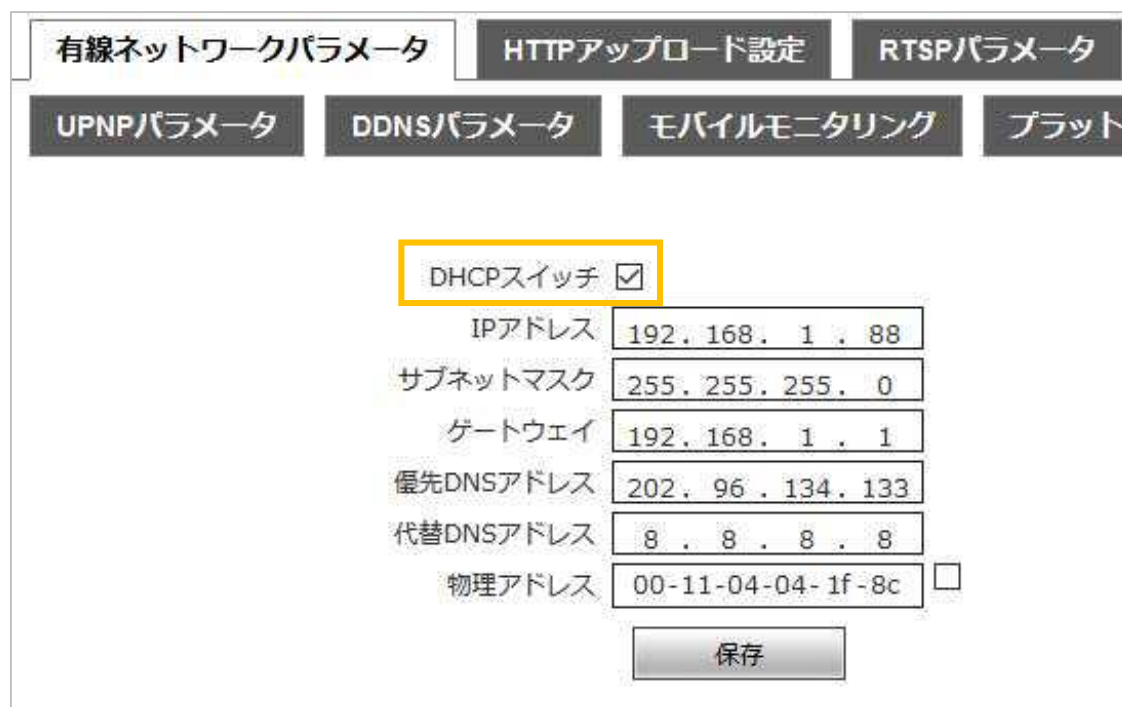 有線ネットワークパラメータ HTTPアップロード設定 RTSPパラメータ
UPNPパラメータ DDNSパラメータ モバイルモニタリング プラット
DHCPスイッチ
IPアドレス 192. 168. 1 . 88
サブネットマスク 255. 255. 255. 0
ゲートウェイ 192. 168. 1 . 1
優先DNSアドレス 202. 96 . 134. 133
代替DNSアドレス 8 . 8 . 8 . 8
物理アドレス 00-11-04-04-1f-8c
保存